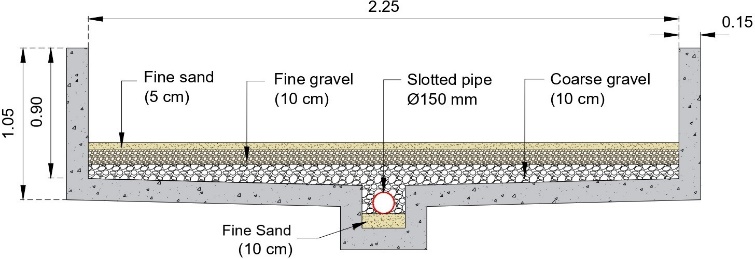 2.25
0.15
Fine sand
(5 cm)
Fine gravel
(10 cm)
Slotted pipe
Ø150 mm
Coarse gravel
(10 cm)
1.05
0.90
Fine Sand
(10 cm)